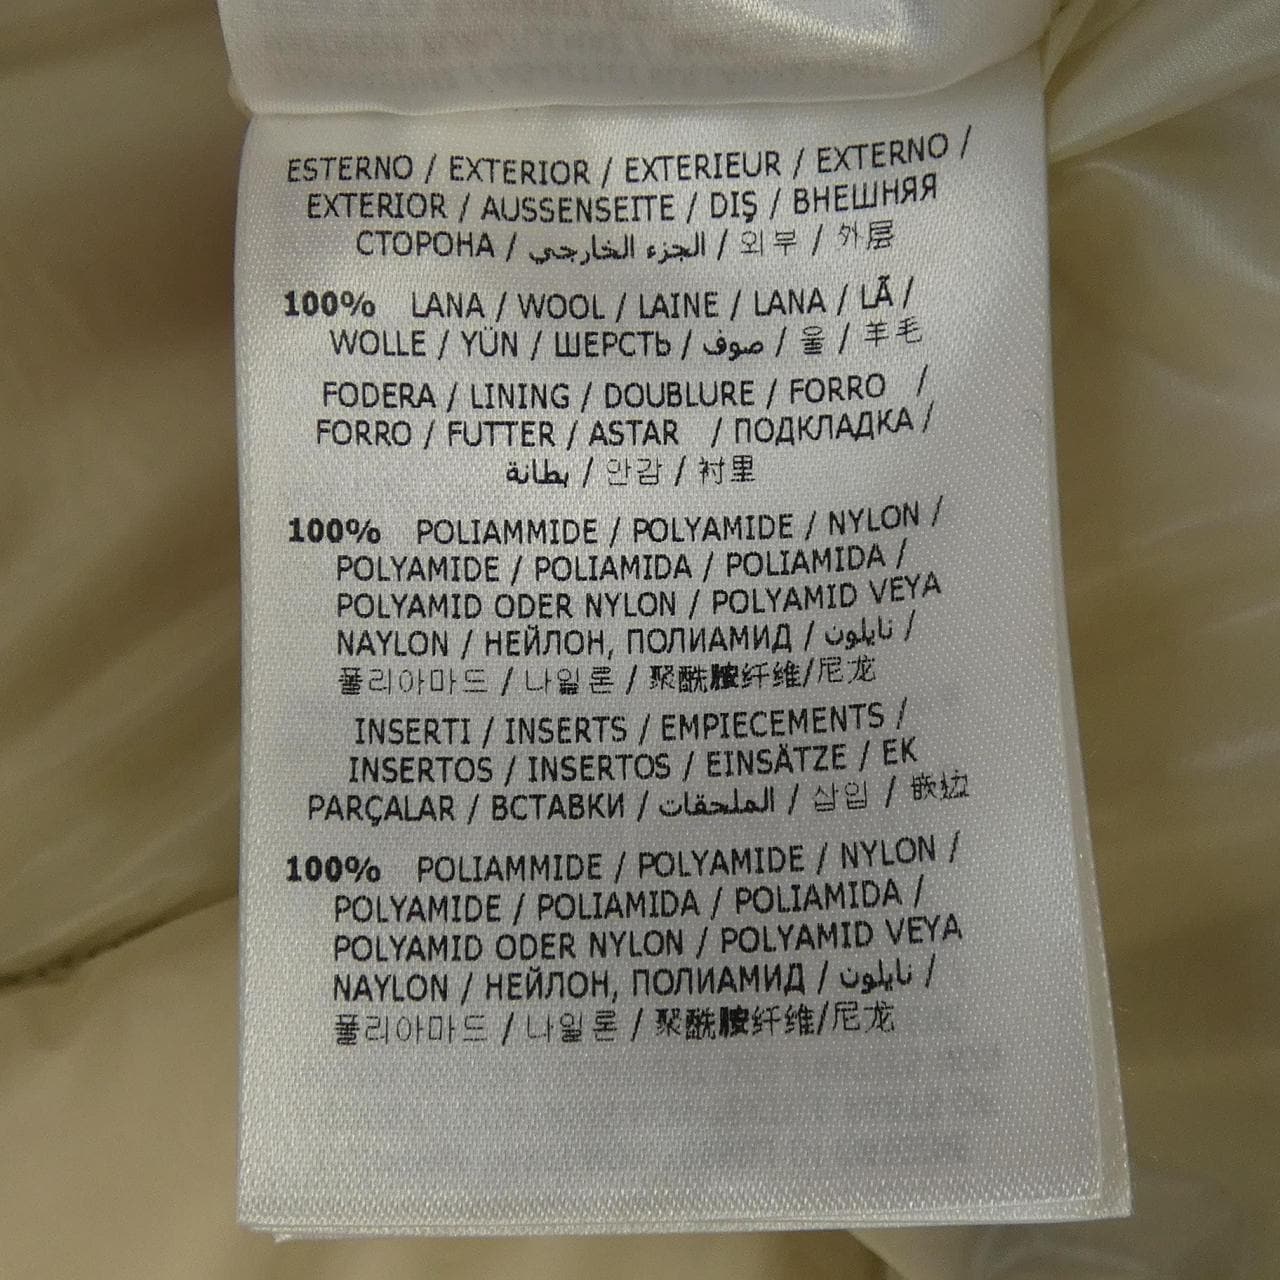 ESTERNO / EXTERIOR / EXTERIEUR / EXTERNO /
EXTERIOR / AUSSENSEITE / DIŞ / ВНЕШНЯЯ
СТОРОНА / الجزء الخارجي / 외부 / 外层
100% LANA / WOOL / LAINE / LANA / LÃ /
WOLLE / YÜN / ШЕРСТЬ / صوف / 울 / 羊毛
FODERA / LINING / DOUBLURE / FORRO /
FORRO / FUTTER / ASTAR / ПОДКЛАДКА /
بطانة / 안감 / 衬里
100% POLIAMMIDE / POLYAMIDE / NYLON /
POLYAMIDE / POLIAMIDA / POLIAMIDA /
POLYAMID ODER NYLON / POLYAMID VEYA
NAYLON / НЕЙЛОН, ПОЛИАМИД / نايلون /
폴리아마드 / 나일론 / 聚酰胺纤维/尼龙
INSERTI / INSERTS / EMPIECEMENTS /
INSERTOS / INSERTOS / EINSÄTZE / EK
PARÇALAR / ВСТАВКИ / الملحقات / 삽입 / 嵌边
100% POLIAMMIDE / POLYAMIDE / NYLON /
POLYAMIDE / POLIAMIDA / POLIAMIDA /
POLYAMID ODER NYLON / POLYAMID VEYA
NAYLON / НЕЙЛОН, ПОЛИАМИД / نايلون /
폴리아마드 / 나일론 / 聚酰胺纤维/尼龙